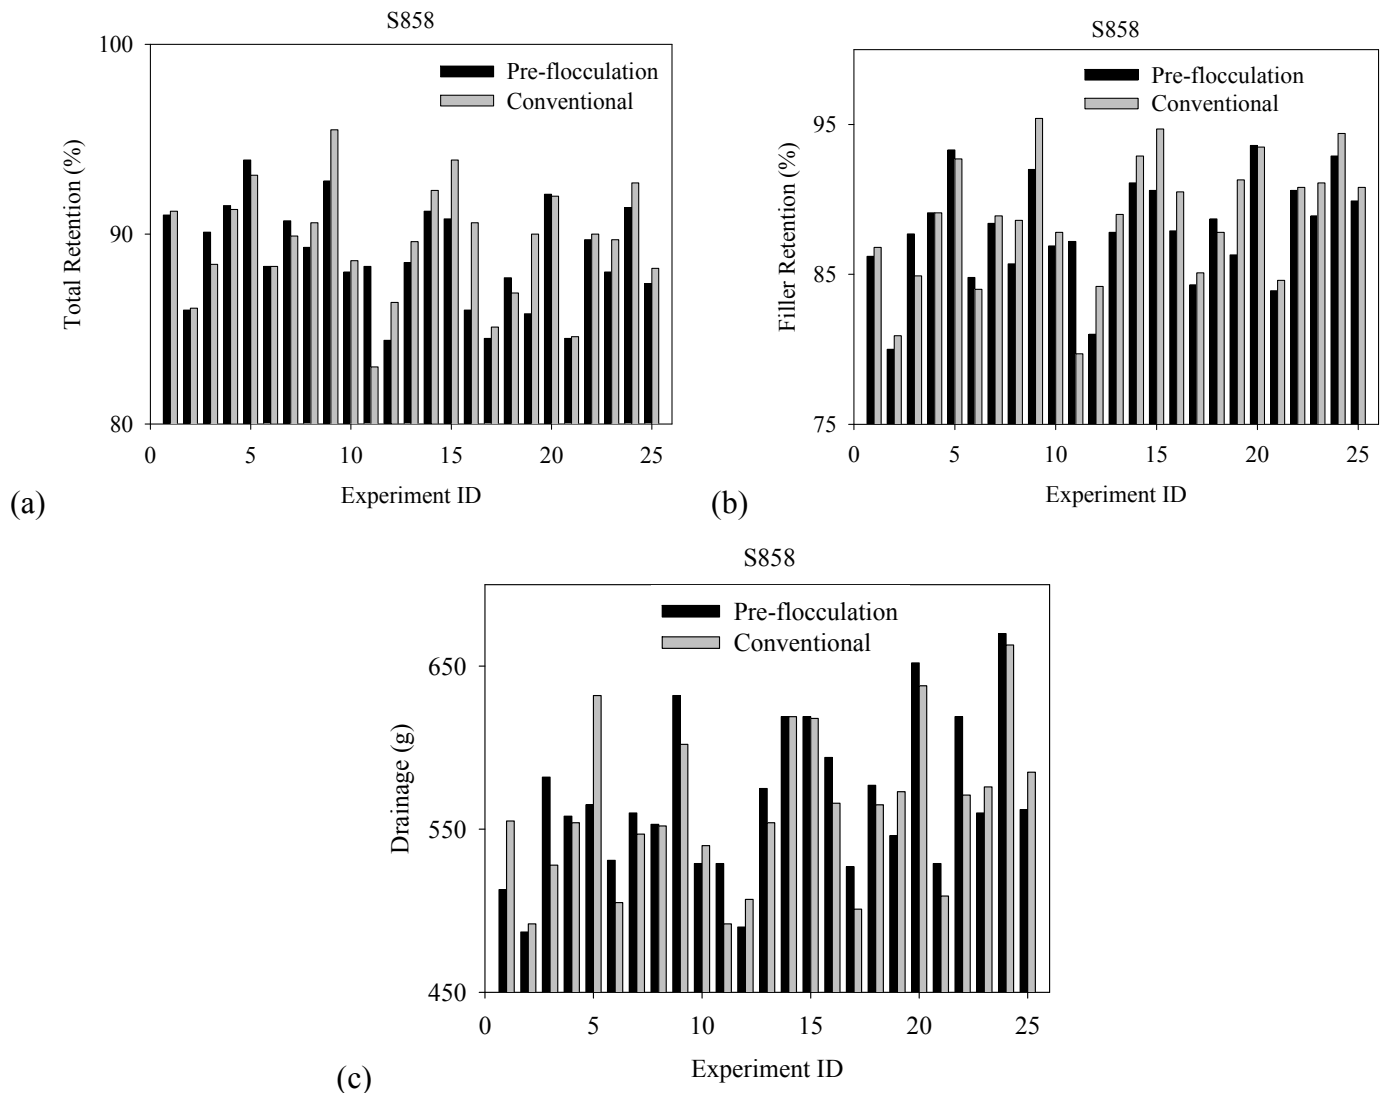 S858
100
90
80
Total Retention (%)
Pre-flocculation
Conventional
0 5 10 15 20 25
Experiment ID
(a)
S858
95
85
75
Filler Retention (%)
Pre-flocculation
Conventional
0 5 10 15 20 25
Experiment ID
(b)
S858
650
550
450
Drainage (g)
Pre-flocculation
Conventional
0 5 10 15 20 25
Experiment ID
(c)